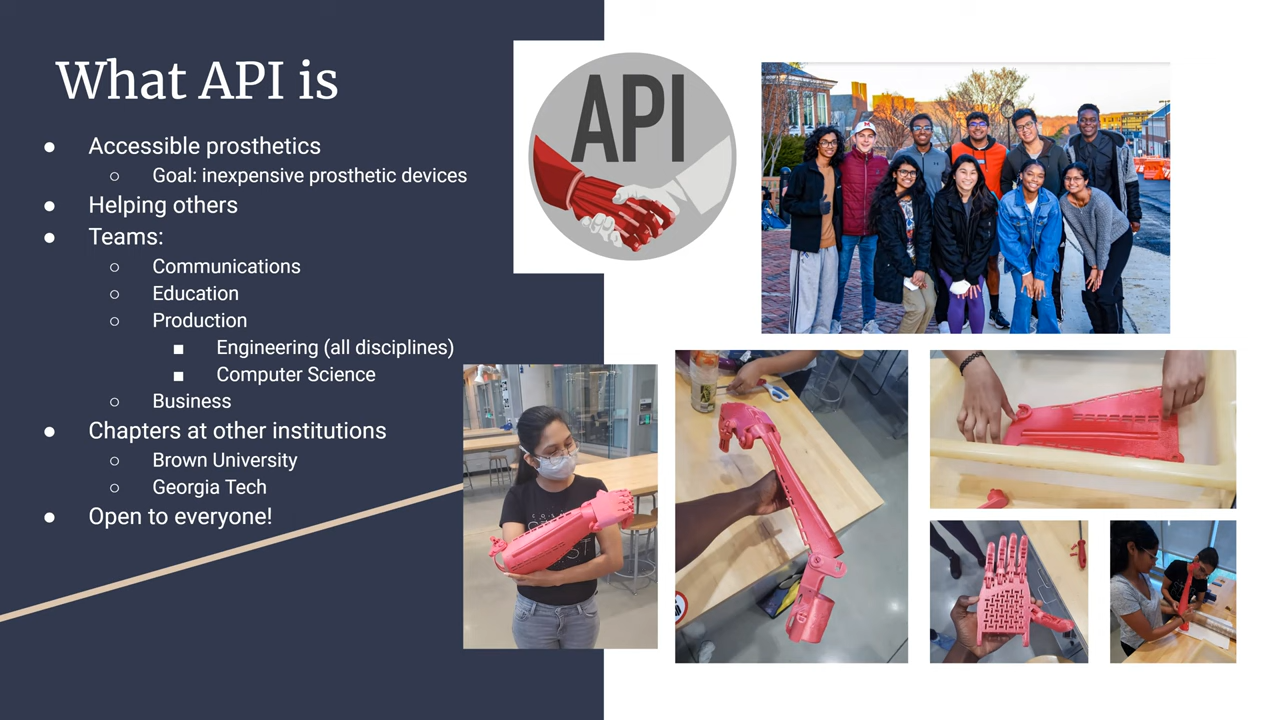 What API is
● Accessible prosthetics
○ Goal: inexpensive prosthetic devices
● Helping others
● Teams:
○ Communications
○ Education
○ Production
■ Engineering (all disciplines)
■ Computer Science
○ Business
● Chapters at other institutions
○ Brown University
○ Georgia Tech
● Open to everyone!
API